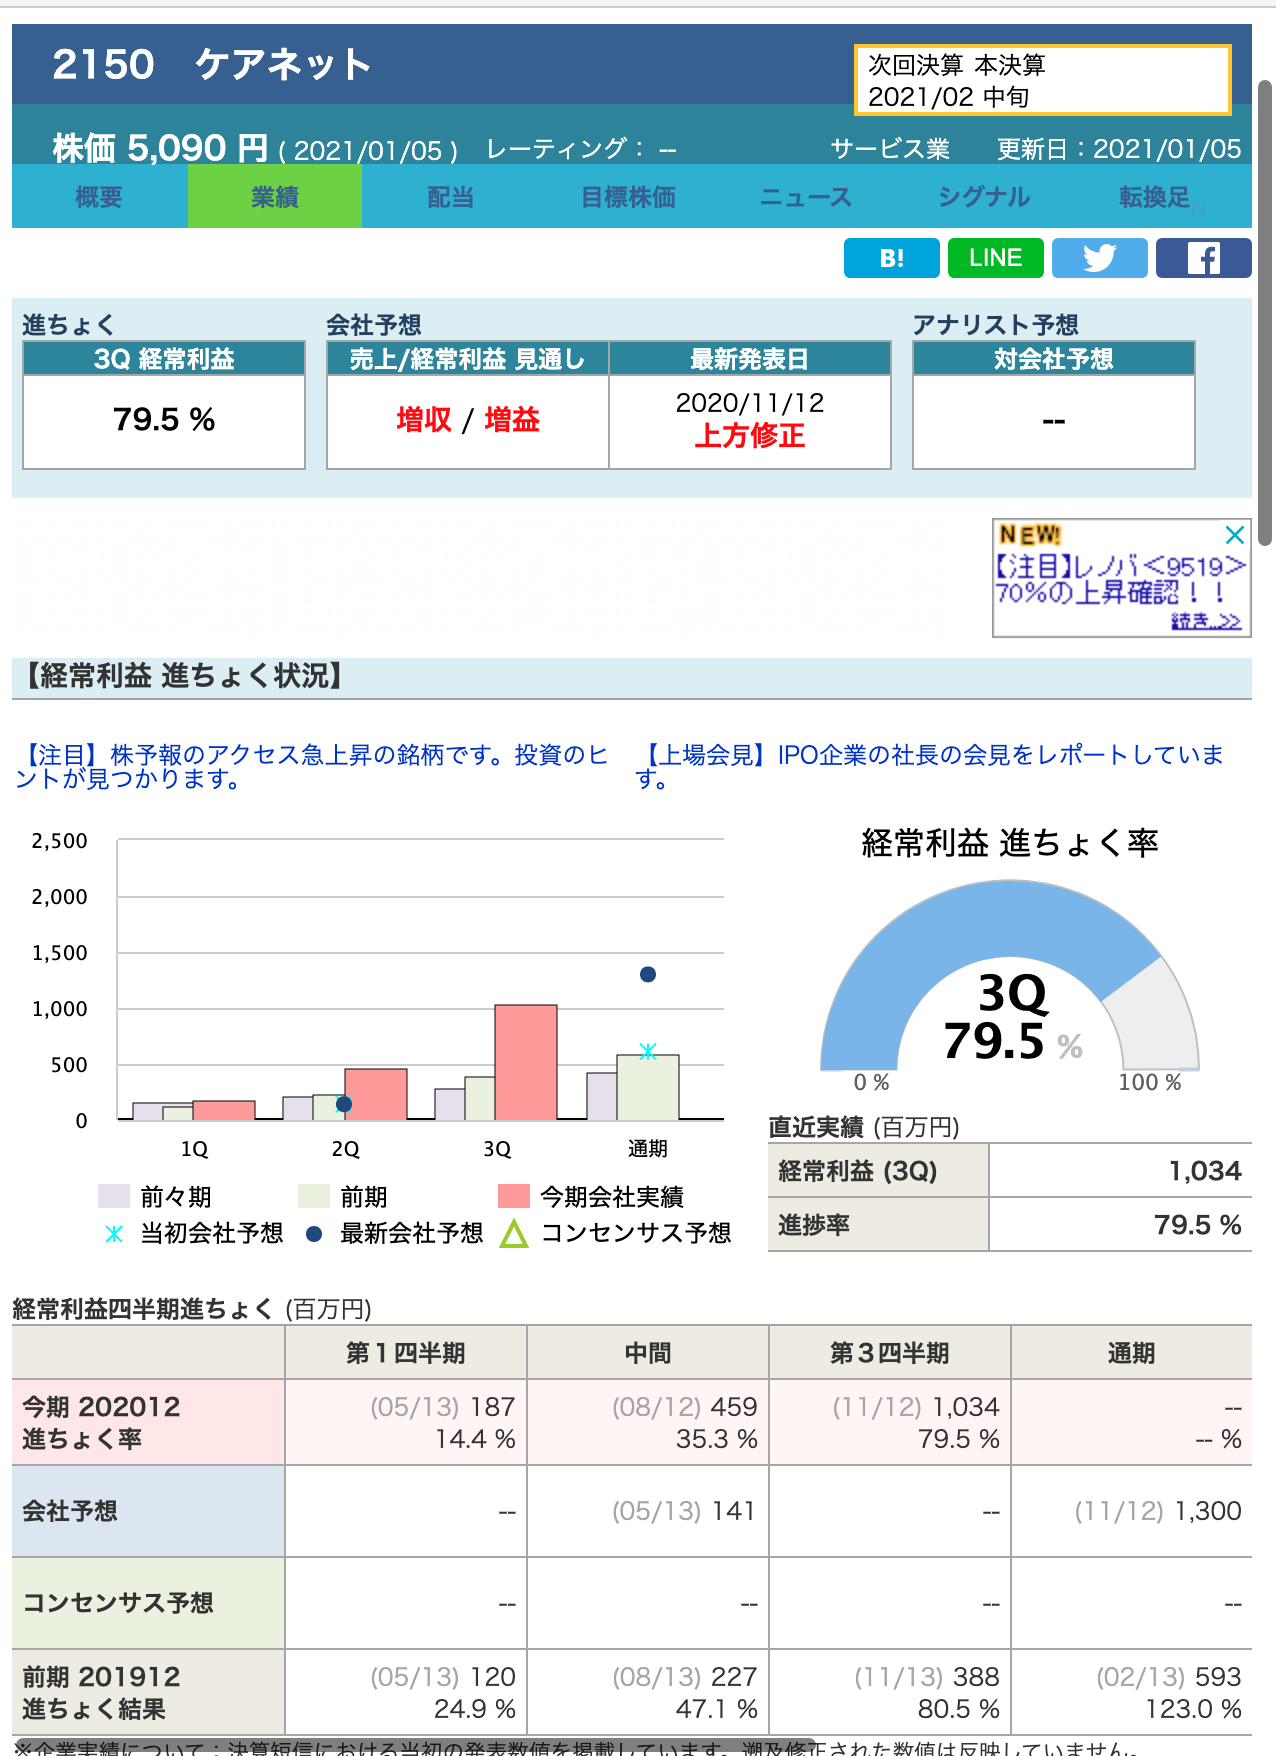 2150 ケアネット
次回決算 本決算
2021/02 中旬
株価 5,090 円 ( 2021/01/05 ) レーティング： -- サービス業 更新日：2021/01/05
概要 業績 配当 目標株価 ニュース シグナル 転換足
B! LINE
進ちょく 会社予想 アナリスト予想
3Q 経常利益 売上/経常利益 見通し 最新発表日 対会社予想
79.5 % 増収 / 増益 2020/11/12 --
上方修正
NEW!
【注目】レノバ<9519>
70%の上昇確認！！
続き..>>
【経常利益 進ちょく状況】
【注目】株予報のアクセス急上昇の銘柄です。投資のヒ
ントが見つかります。
【上場会見】IPO企業の社長の会見をレポートしていま
す。
2,500
2,000
1,500
1,000
500
0
1Q 2Q 3Q 通期
前々期 前期 今期会社実績
当初会社予想 最新会社予想 コンセンサス予想
経常利益 進ちょく率
3Q
79.5 %
0 % 100 %
直近実績 (百万円)
経常利益 (3Q) 1,034
進捗率 79.5 %
経常利益四半期進ちょく (百万円)
第１四半期 中間 第３四半期 通期
今期 202012 (05/13) 187 (08/12) 459 (11/12) 1,034 --
進ちょく率 14.4 % 35.3 % 79.5 % -- %
会社予想 -- (05/13) 141 -- (11/12) 1,300
コンセンサス予想 -- -- -- --
前期 201912 (05/13) 120 (08/13) 227 (11/13) 388 (02/13) 593
進ちょく結果 24.9 % 47.1 % 80.5 % 123.0 %
※企業実績について：決算短信における当初の発表数値を掲載しています。遡及修正された数値は反映していません。